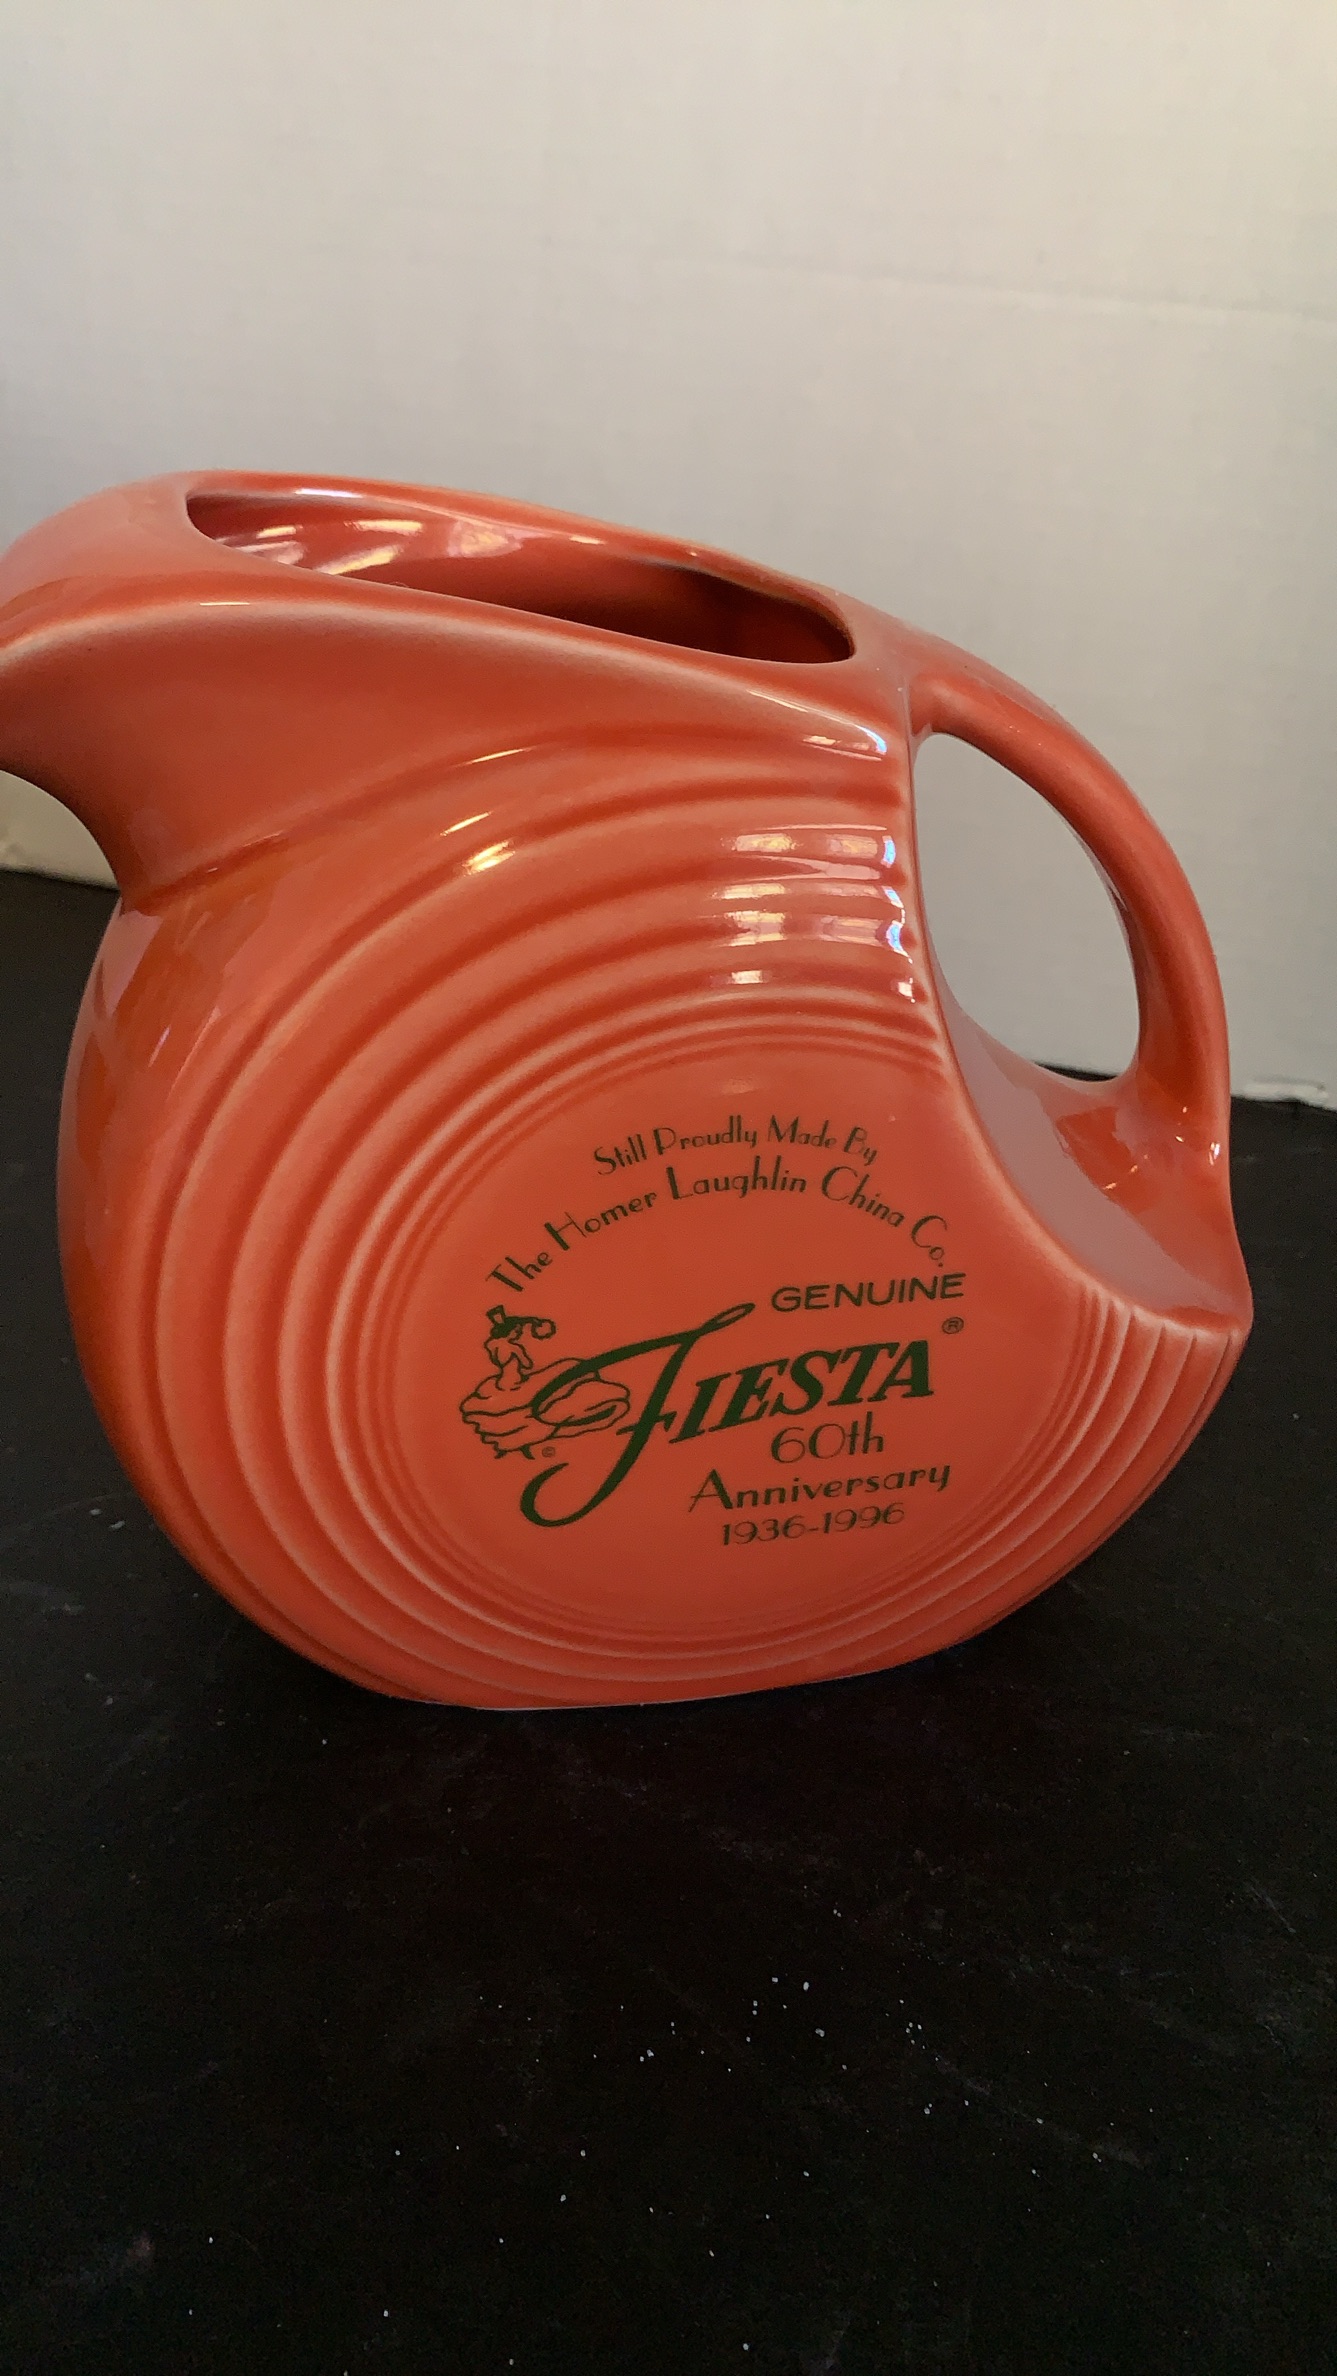 Still Proudly Made By
The Homer Laughlin China Co.
GENUINE
FIESTA ®
©
60th
Anniversary
1936-1996